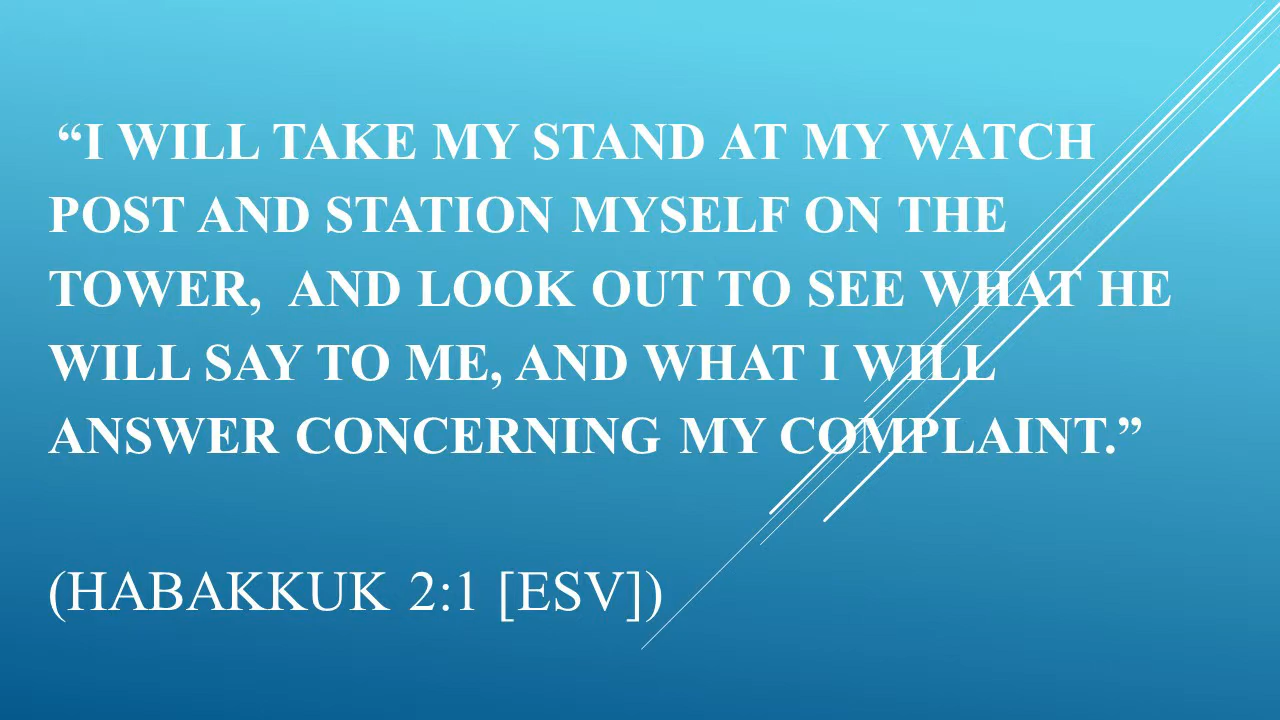 “I WILL TAKE MY STAND AT MY WATCH
POST AND STATION MYSELF ON THE
TOWER,  AND LOOK OUT TO SEE WHAT HE
WILL SAY TO ME, AND WHAT I WILL
ANSWER CONCERNING MY COMPLAINT.”
(HABAKKUK 2:1 [ESV])